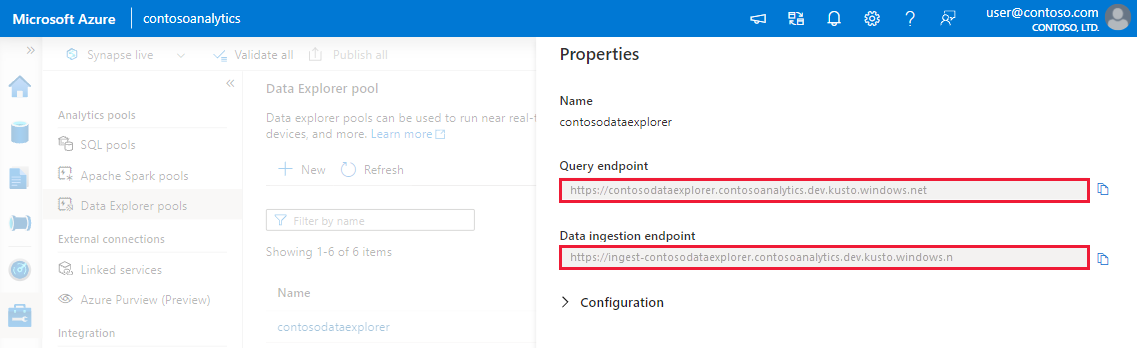 Microsoft Azure contosoanalytics
user@contoso.com
CONTOSO, LTD.
Synapse live Validate all Publish all
Analytics pools
SQL pools
Apache Spark pools
Data Explorer pools
External connections
Linked services
Azure Purview (Preview)
Integration
Data Explorer pool
Data explorer pools can be used to run near real-t
devices, and more. Learn more
New Refresh
Filter by name
Showing 1-6 of 6 items
Name
contosodataexplorer
Properties
Name
contosodataexplorer
Query endpoint
https://contosodataexplorer.contosoanalytics.dev.kusto.windows.net
Data ingestion endpoint
https://ingest-contosodataexplorer.contosoanalytics.dev.kusto.windows.n
Configuration